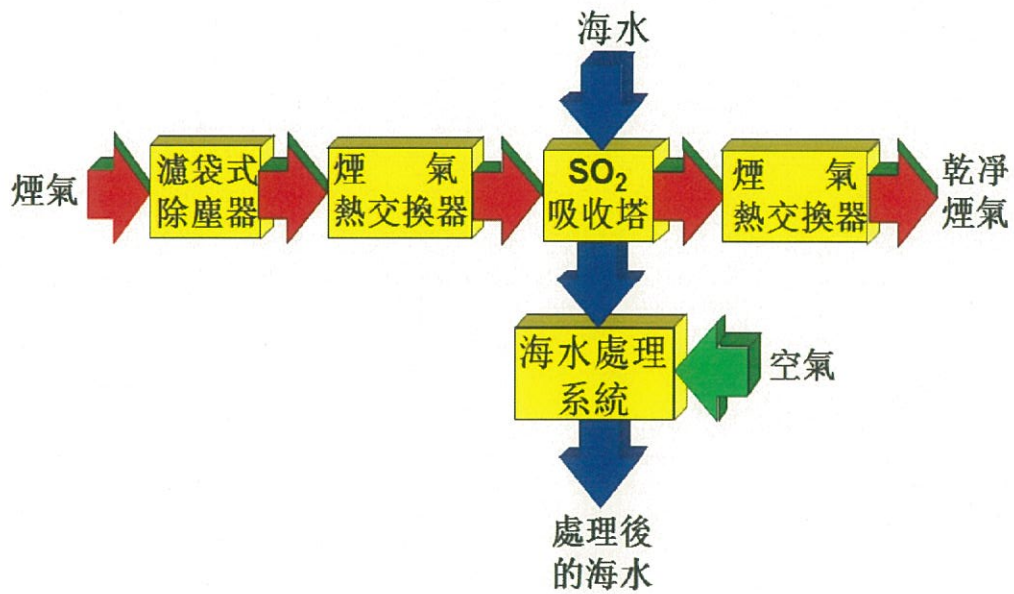 海水
煙氣
濾袋式
除塵器
煙 氣
熱交換器
SO₂
吸收塔
煙 氣
熱交換器
乾凈
煙氣
海水處理
系統
空氣
處理後
的海水